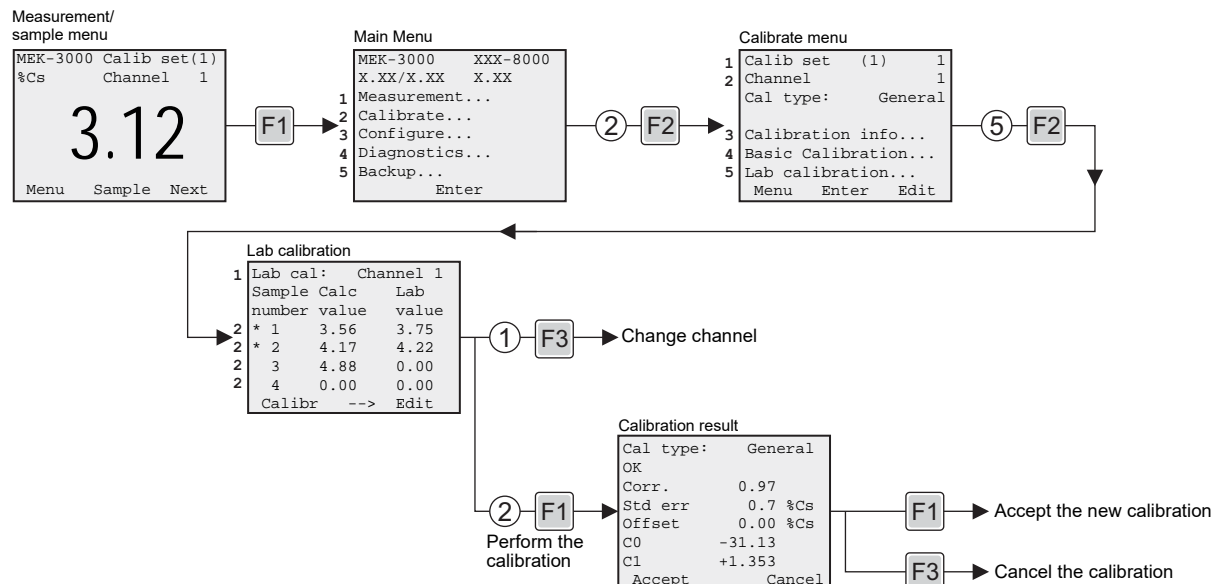 Measurement/
sample menu
MEK-3000 Calib set(1)
%Cs Channel 1
3.12
Menu Sample Next
F1
Main Menu
MEK-3000 XXX-8000
X.XX/X.XX X.XX
1 Measurement...
2 Calibrate...
3 Configure...
4 Diagnostics...
5 Backup...
Enter
2 F2
Calibrate menu
1 Calib set (1) 1
2 Channel 1
Cal type: General
3 Calibration info...
4 Basic Calibration...
5 Lab calibration...
Menu Enter Edit
5 F2
Lab calibration
1 Lab cal: Channel 1
Sample Calc Lab
number value value
2 * 1 3.56 3.75
2 * 2 4.17 4.22
2 3 4.88 0.00
2 4 0.00 0.00
Calibr --> Edit
1 F3 Change channel
2 F1
Perform the
calibration
Calibration result
Cal type: General
OK
Corr. 0.97
Std err 0.7 %Cs
Offset 0.00 %Cs
C0 -31.13
C1 +1.353
Accept Cancel
F1 Accept the new calibration
F3 Cancel the calibration